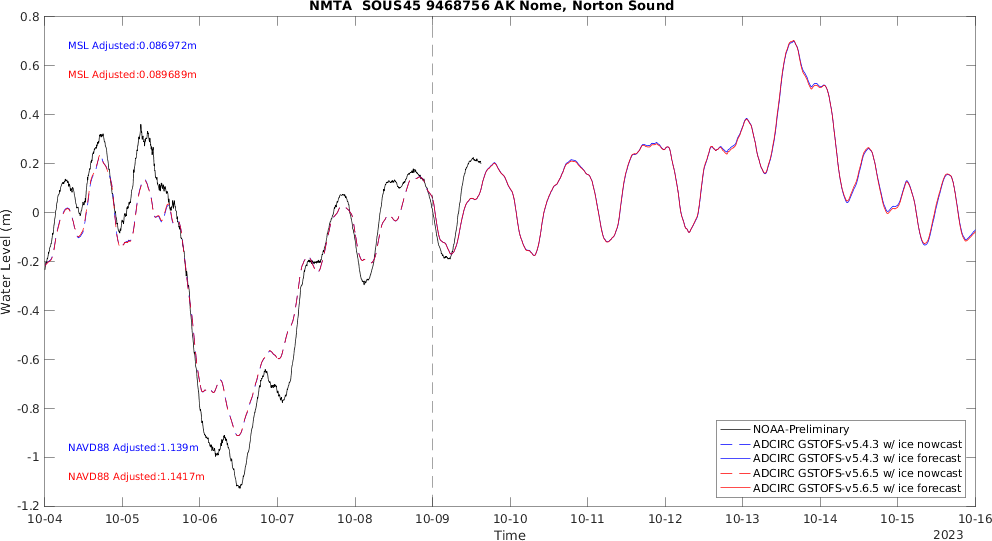 NMTA SOUS45 9468756 AK Nome, Norton Sound
0.8
MSL Adjusted:0.086972m
0.6
MSL Adjusted:0.089689m
0.4
0.2
0
-0.2
Water Level (m)
-0.4
-0.6
-0.8
NOAA-Preliminary
NAVD88 Adjusted:1.139m
ADCIRC GSTOFS-v5.4.3 w/ ice nowcast
-1
ADCIRC GSTOFS-v5.4.3 w/ ice forecast
NAVD88 Adjusted:1.1417m
ADCIRC GSTOFS-v5.6.5 w/ ice nowcast
ADCIRC GSTOFS-v5.6.5 w/ ice forecast
-1.2
10-04 10-05 10-06 10-07 10-08 10-09 10-10 10-11 10-12 10-13 10-14 10-15 10-16
Time
2023